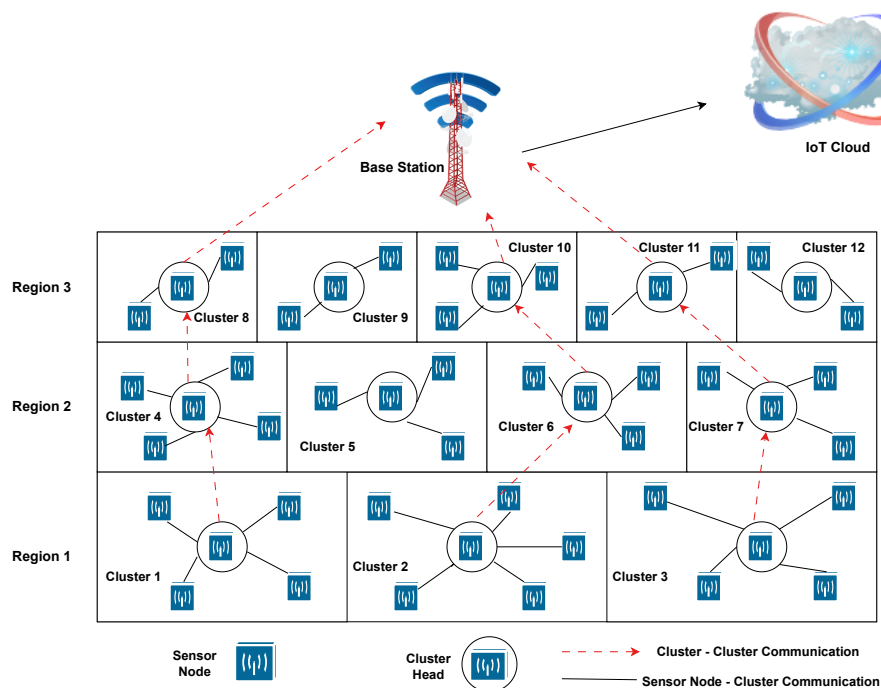 IoT Cloud
Base Station
Region 3
Cluster 8
Cluster 9
Cluster 10
Cluster 11
Cluster 12
Region 2
Cluster 4
Cluster 5
Cluster 6
Cluster 7
Region 1
Cluster 1
Cluster 2
Cluster 3
Sensor
Node
Cluster
Head
Cluster - Cluster Communication
Sensor Node - Cluster Communication